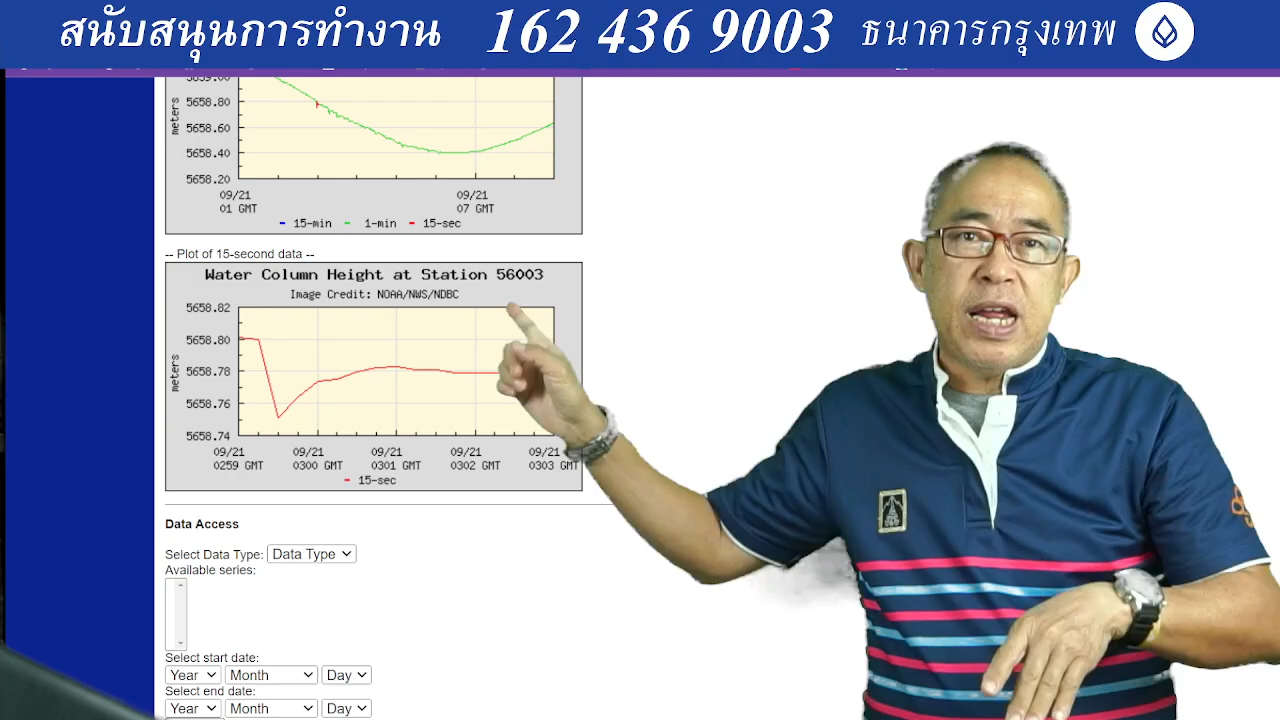 สนับสนุนการทำงาน 162 436 9003 ธนาคารกรุงเทพ
5658.80
5658.60
5658.40
5658.20
meters
09/21 09/21
01 GMT 07 GMT
15-min 1-min 15-sec
-- Plot of 15-second data --
Water Column Height at Station 56003
Image Credit: NOAA/NWS/NDBC
5658.82
5658.80
5658.78
5658.76
5658.74
meters
09/21 09/21 09/21 09/21 09/21
0259 GMT 0300 GMT 0301 GMT 0302 GMT 0303 GMT
15-sec
Data Access
Select Data Type: Data Type
Available series:
Select start date:
Year Month Day
Select end date:
Year Month Day